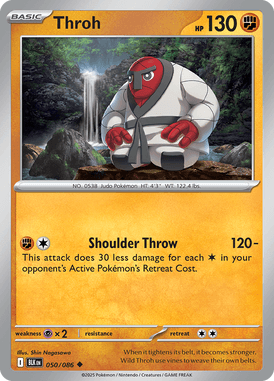 BASIC
Throh
HP 130
NO. 0538 Judo Pokémon HT: 4'3" WT: 122.4 lbs.
Shoulder Throw 120-
This attack does 30 less damage for each in your
opponent's Active Pokémon's Retreat Cost.
weakness ×2 resistance retreat
Illus. Shin Nagasawa
When it tightens its belt, it becomes stronger.
Wild Throh use vines to weave their own belts.
BLK EN 050/086
©2025 Pokémon / Nintendo / Creatures / GAME FREAK